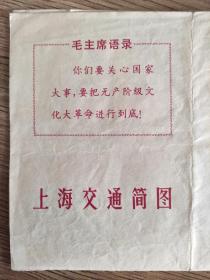 毛主席语录
你们要关心国家
大事，要把无产阶级文
化大革命进行到底！
上海交通简图